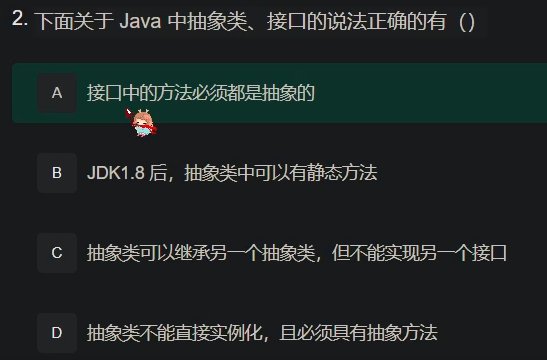 2. 下面关于 Java 中抽象类、接口的说法正确的有（）
A 接口中的方法必须都是抽象的
B JDK1.8 后，抽象类中可以有静态方法
C 抽象类可以继承另一个抽象类，但不能实现另一个接口
D 抽象类不能直接实例化，且必须具有抽象方法